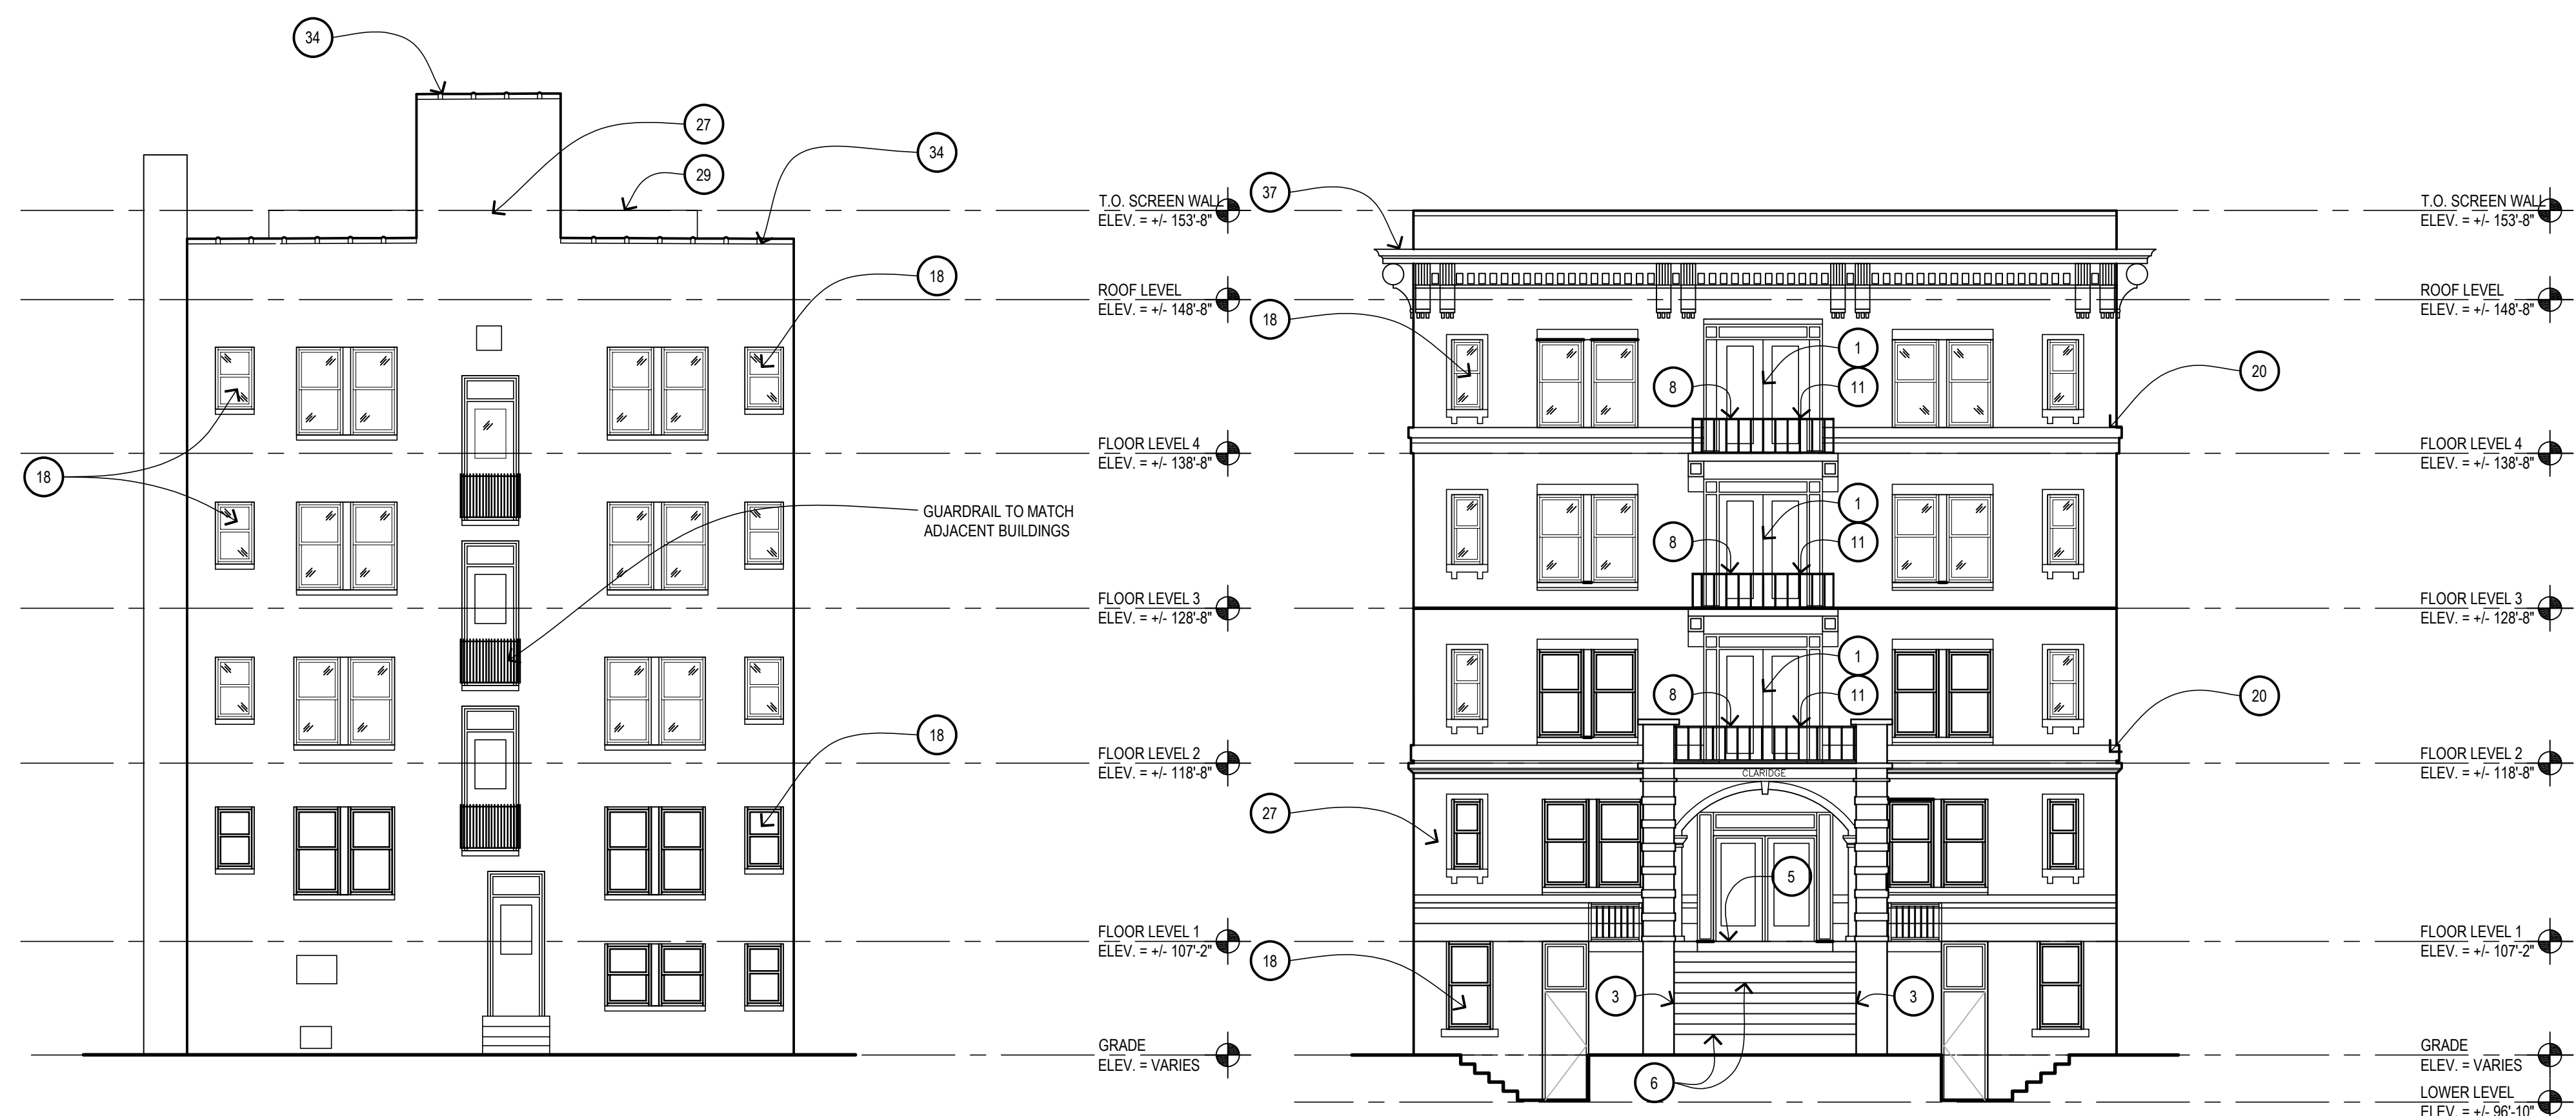 34
27
34
29
18
18
18
GUARDRAIL TO MATCH
ADJACENT BUILDINGS
T.O. SCREEN WALL
ELEV. = +/- 153'-8"
ROOF LEVEL
ELEV. = +/- 148'-8"
FLOOR LEVEL 4
ELEV. = +/- 138'-8"
FLOOR LEVEL 3
ELEV. = +/- 128'-8"
FLOOR LEVEL 2
ELEV. = +/- 118'-8"
FLOOR LEVEL 1
ELEV. = +/- 107'-2"
GRADE
ELEV. = VARIES
37
18
1
8
11
20
1
8
11
1
8
11
20
CLARIDGE
27
5
18
3
3
6
T.O. SCREEN WALL
ELEV. = +/- 153'-8"
ROOF LEVEL
ELEV. = +/- 148'-8"
FLOOR LEVEL 4
ELEV. = +/- 138'-8"
FLOOR LEVEL 3
ELEV. = +/- 128'-8"
FLOOR LEVEL 2
ELEV. = +/- 118'-8"
FLOOR LEVEL 1
ELEV. = +/- 107'-2"
GRADE
ELEV. = VARIES
LOWER LEVEL
ELEV. = +/- 96'-10"